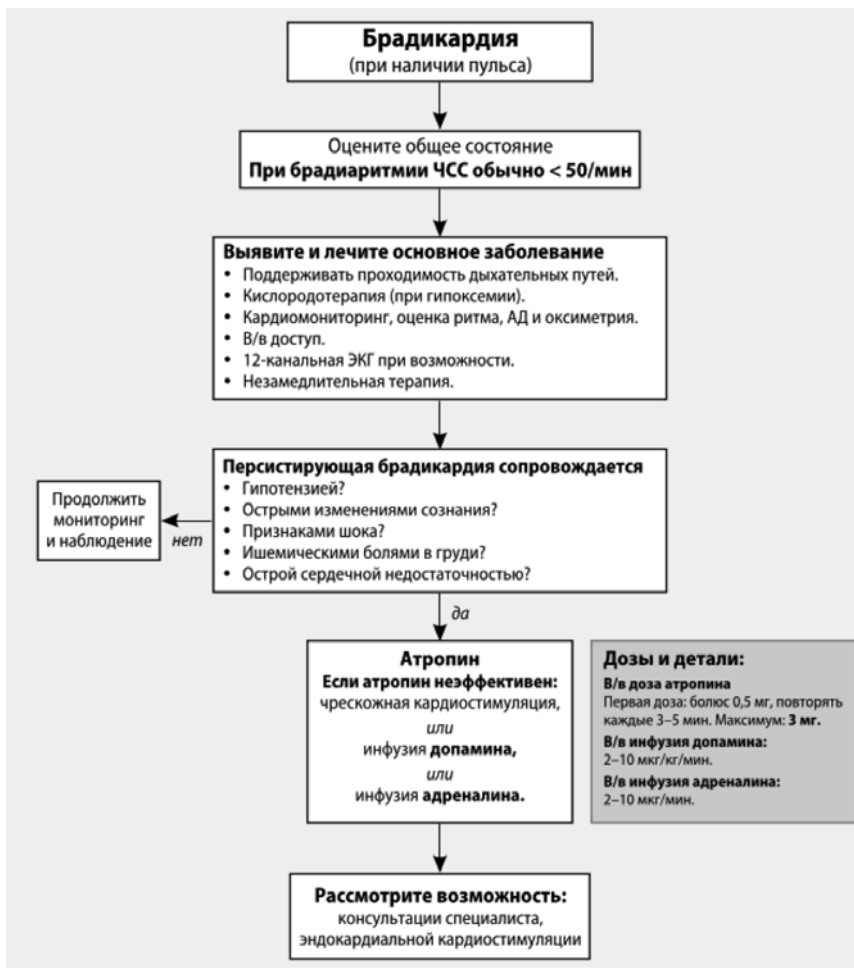 Брадикардия
(при наличии пульса)
Оцените общее состояние
При брадиаритмии ЧСС обычно < 50/мин
Выявите и лечите основное заболевание
• Поддерживать проходимость дыхательных путей.
• Кислородотерапия (при гипоксемии).
• Кардиомониторинг, оценка ритма, АД и оксиметрия.
• В/в доступ.
• 12-канальная ЭКГ при возможности.
• Незамедлительная терапия.
Персистирующая брадикардия сопровождается
• Гипотензией?
• Острыми изменениями сознания?
• Признаками шока?
• Ишемическими болями в груди?
• Острой сердечной недостаточностью?
нет
Продолжить
мониторинг
и наблюдение
да
Атропин
Если атропин неэффективен:
чрескожная кардиостимуляция,
или
инфузия допамина,
или
инфузия адреналина.
Дозы и детали:
В/в доза атропина
Первая доза: болюс 0,5 мг, повторять
каждые 3–5 мин. Максимум: 3 мг.
В/в инфузия допамина:
2–10 мкг/кг/мин.
В/в инфузия адреналина:
2–10 мкг/мин.
Рассмотрите возможность:
консультации специалиста,
эндокардиальной кардиостимуляции